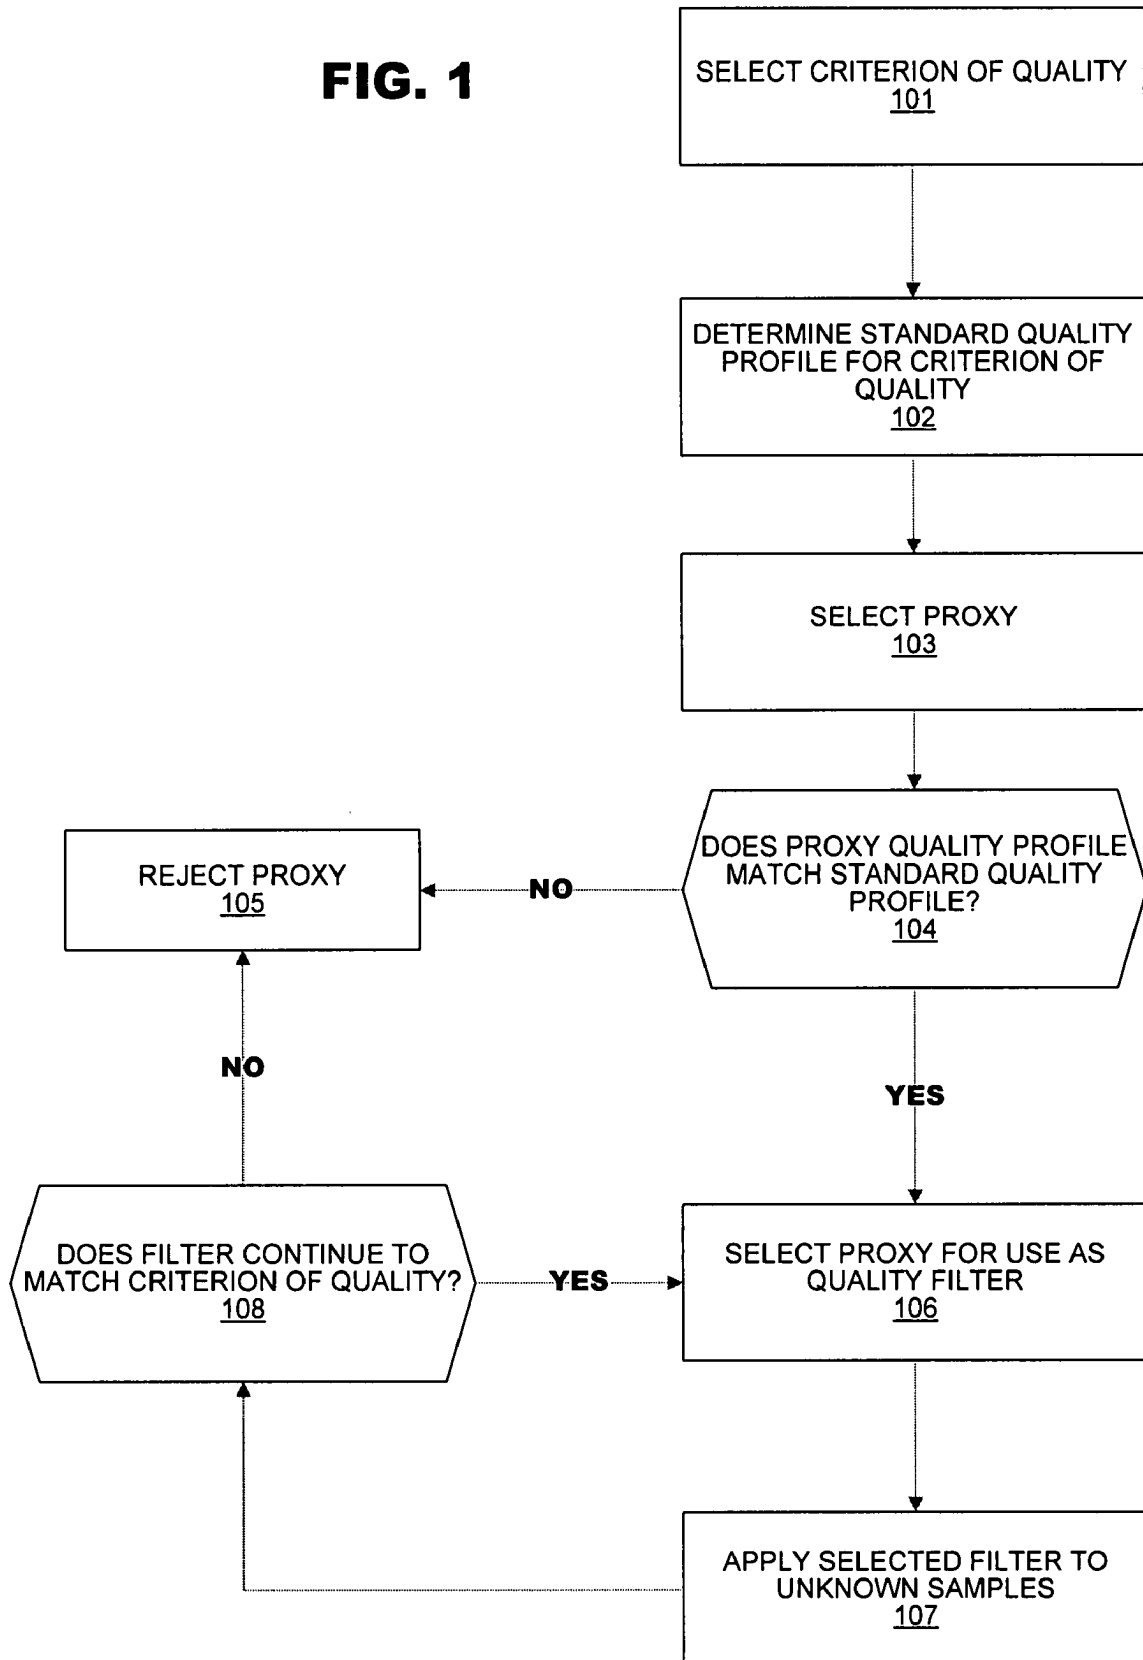 FIG. 1
SELECT CRITERION OF QUALITY
101
DETERMINE STANDARD QUALITY
PROFILE FOR CRITERION OF
QUALITY
102
SELECT PROXY
103
DOES PROXY QUALITY PROFILE
MATCH STANDARD QUALITY
PROFILE?
104
NO
REJECT PROXY
105
NO
YES
DOES FILTER CONTINUE TO
MATCH CRITERION OF QUALITY?
108
YES
SELECT PROXY FOR USE AS
QUALITY FILTER
106
APPLY SELECTED FILTER TO
UNKNOWN SAMPLES
107